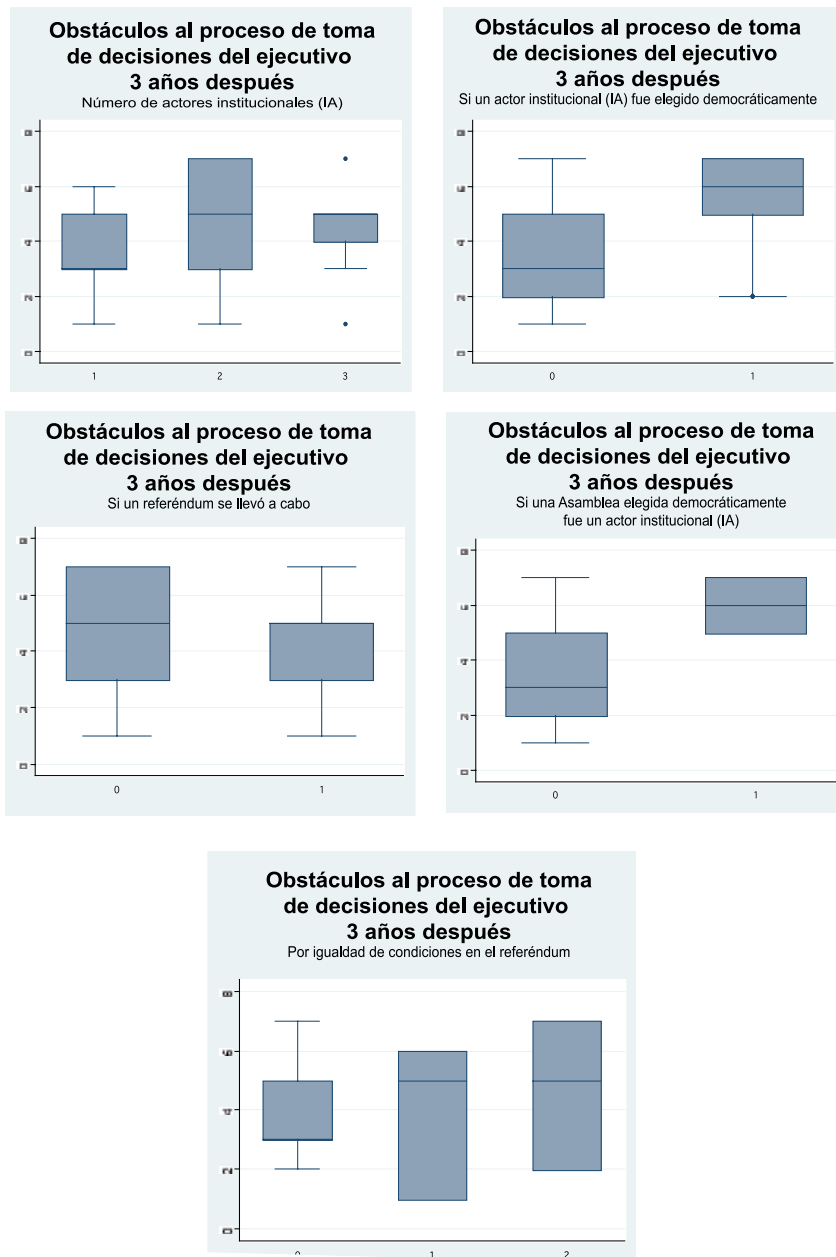 Obstáculos al proceso de toma
de decisiones del ejecutivo
3 años después
Número de actores institucionales (IA)
1 2 3
Obstáculos al proceso de toma
de decisiones del ejecutivo
3 años después
Si un actor institucional (IA) fue elegido democráticamente
0 1
Obstáculos al proceso de toma
de decisiones del ejecutivo
3 años después
Si un referéndum se llevó a cabo
0 1
Obstáculos al proceso de toma
de decisiones del ejecutivo
3 años después
Si una Asamblea elegida democráticamente
fue un actor institucional (IA)
0 1
Obstáculos al proceso de toma
de decisiones del ejecutivo
3 años después
Por igualdad de condiciones en el referéndum
0 1 2